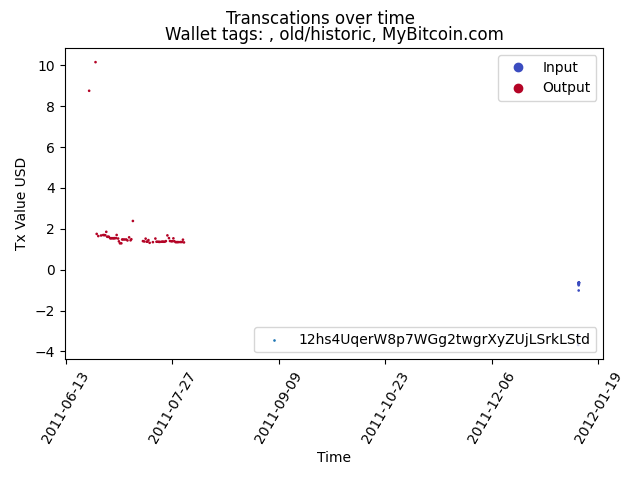 Transcations over time
Wallet tags: , old/historic, MyBitcoin.com
Tx Value USD
10
8
6
4
2
0
−2
−4
Input
Output
12hs4UqerW8p7WGg2twgrXyZUjLSrkLStd
2011-06-13
2011-07-27
2011-09-09
2011-10-23
2011-12-06
2012-01-19
Time